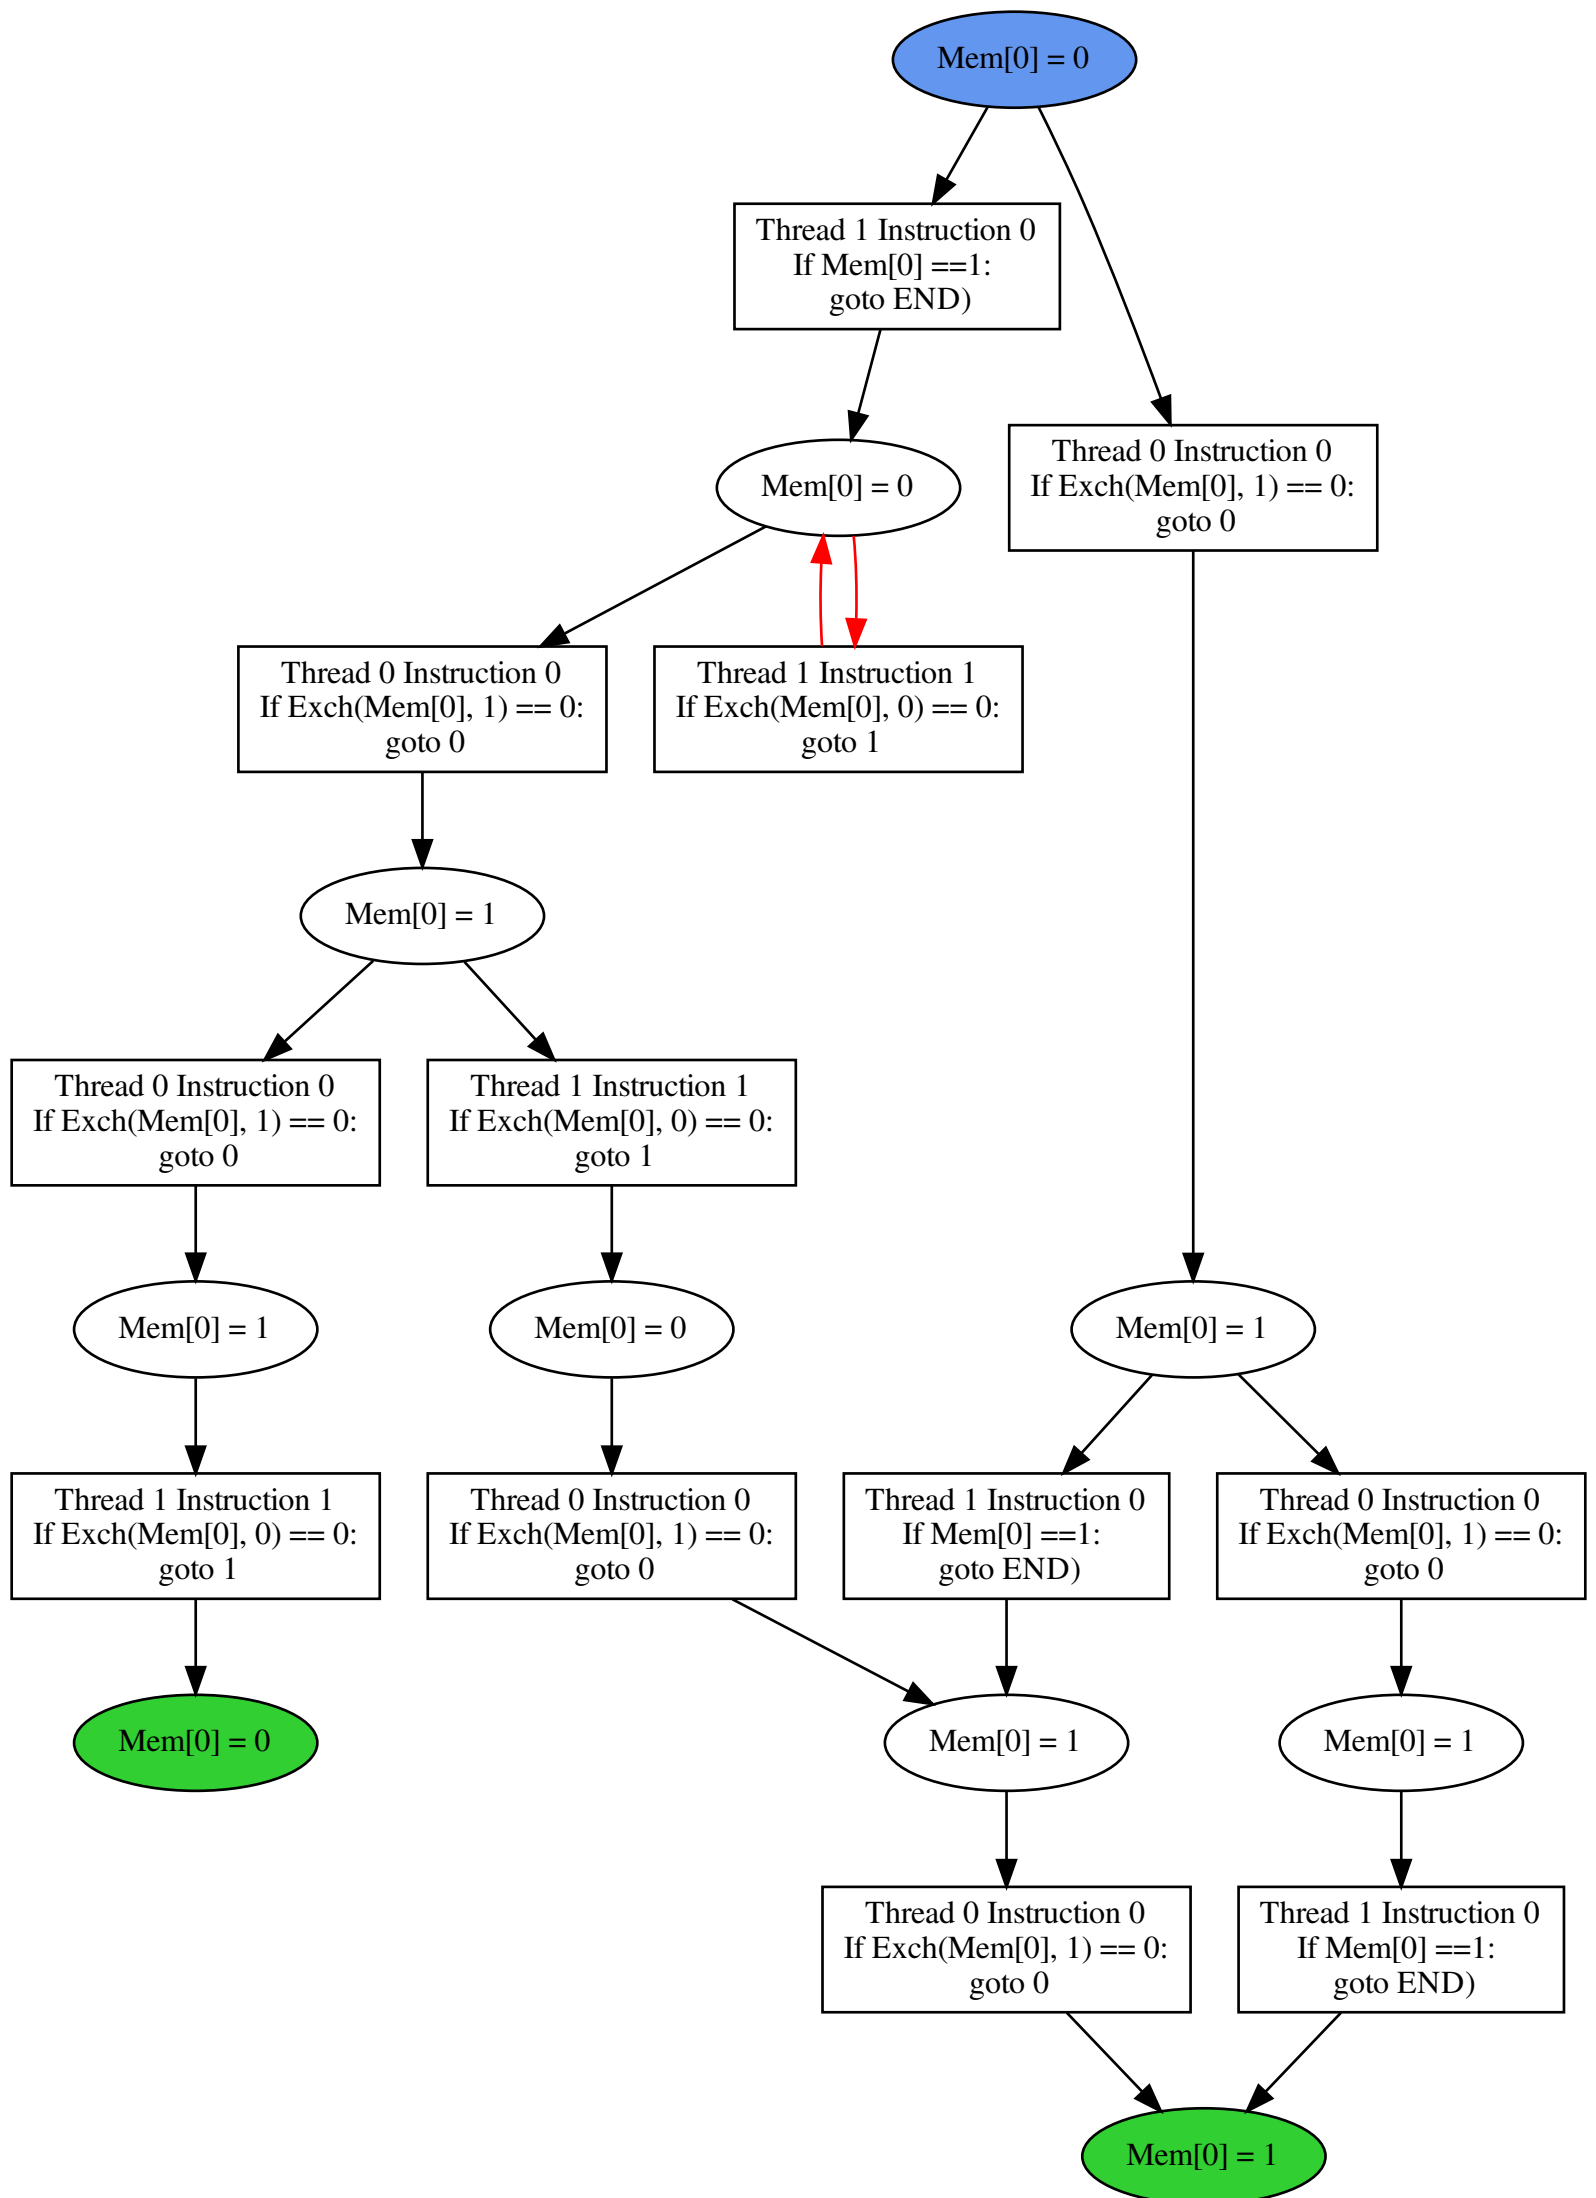 Mem[0] = 0
Thread 1 Instruction 0
If Mem[0] ==1:
goto END)
Mem[0] = 0
Thread 0 Instruction 0
If Exch(Mem[0], 1) == 0:
goto 0
Thread 0 Instruction 0
If Exch(Mem[0], 1) == 0:
goto 0
Thread 1 Instruction 1
If Exch(Mem[0], 0) == 0:
goto 1
Mem[0] = 1
Thread 0 Instruction 0
If Exch(Mem[0], 1) == 0:
goto 0
Thread 1 Instruction 1
If Exch(Mem[0], 0) == 0:
goto 1
Mem[0] = 1
Mem[0] = 0
Mem[0] = 1
Thread 1 Instruction 1
If Exch(Mem[0], 0) == 0:
goto 1
Thread 0 Instruction 0
If Exch(Mem[0], 1) == 0:
goto 0
Thread 1 Instruction 0
If Mem[0] ==1:
goto END)
Thread 0 Instruction 0
If Exch(Mem[0], 1) == 0:
goto 0
Mem[0] = 0
Mem[0] = 1
Mem[0] = 1
Thread 0 Instruction 0
If Exch(Mem[0], 1) == 0:
goto 0
Thread 1 Instruction 0
If Mem[0] ==1:
goto END)
Mem[0] = 1